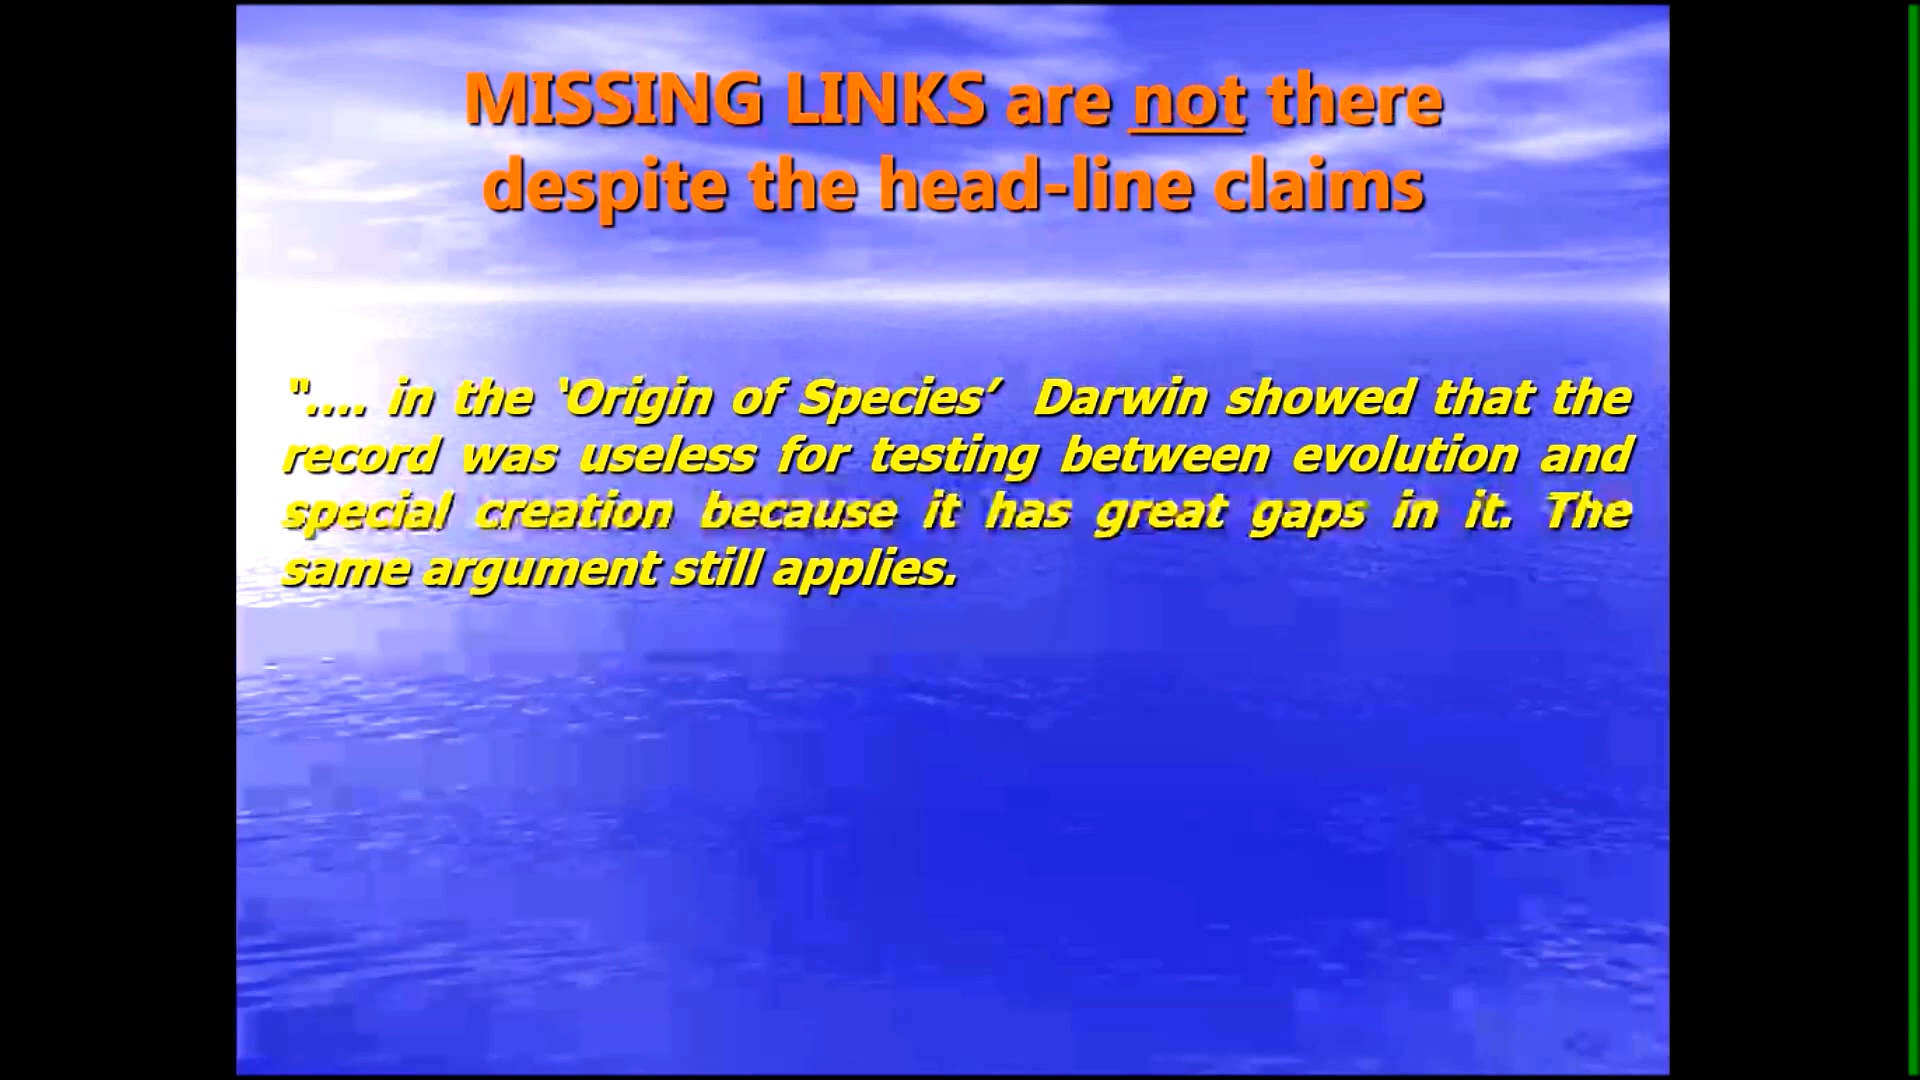 MISSING LINKS are not there
despite the head-line claims
".... in the ‘Origin of Species’ Darwin showed that the
record was useless for testing between evolution and
special creation because it has great gaps in it. The
same argument still applies.